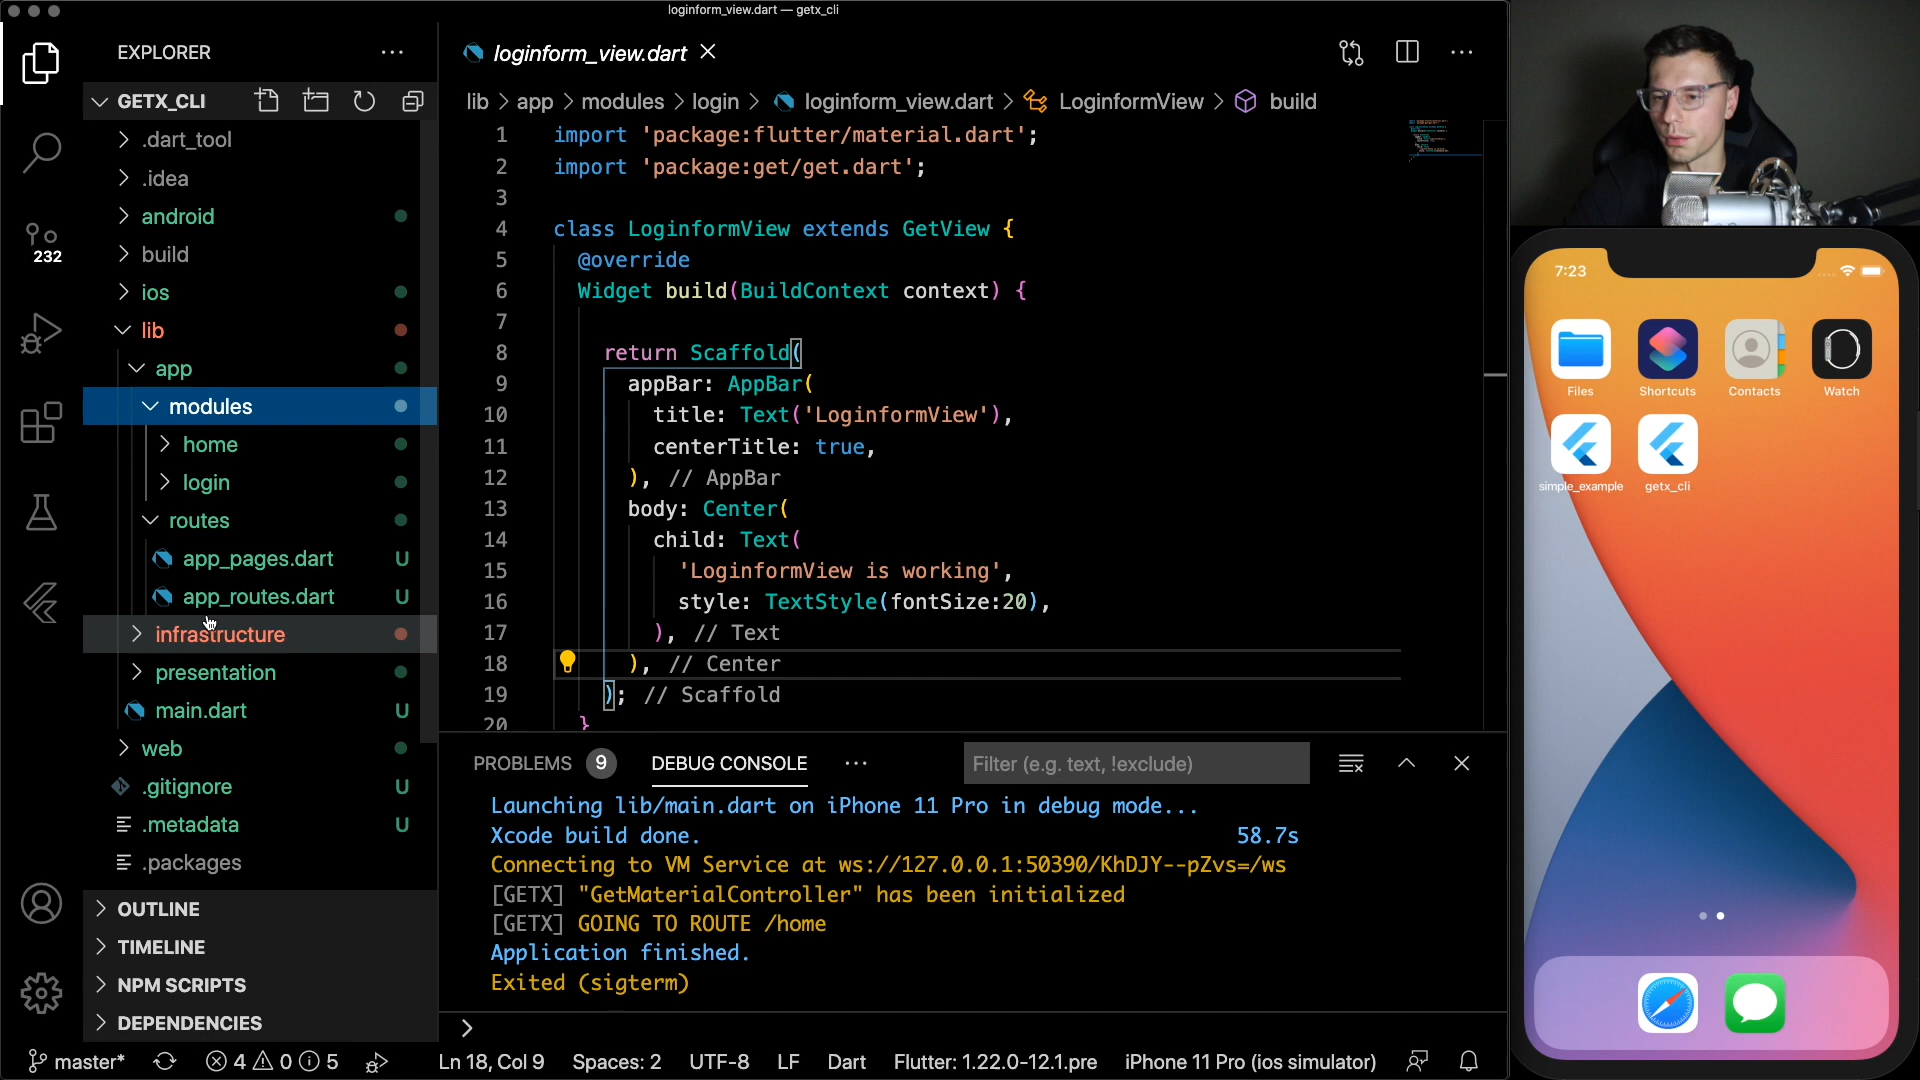 loginform_view.dart — getx_cli
EXPLORER
GETX_CLI
.dart_tool
.idea
android
build
ios
lib
app
modules
home
login
routes
app_pages.dart U
app_routes.dart U
infrastructure
presentation
main.dart U
web
.gitignore U
.metadata U
.packages
OUTLINE
TIMELINE
NPM SCRIPTS
DEPENDENCIES
232
loginform_view.dart
lib > app > modules > login > loginform_view.dart > LoginformView > build
1 import 'package:flutter/material.dart';
2 import 'package:get/get.dart';
3
4 class LoginformView extends GetView {
5 @override
6 Widget build(BuildContext context) {
7
8 return Scaffold(
9 appBar: AppBar(
10 title: Text('LoginformView'),
11 centerTitle: true,
12 ), // AppBar
13 body: Center(
14 child: Text(
15 'LoginformView is working',
16 style: TextStyle(fontSize:20),
17 ), // Text
18 ), // Center
19 ); // Scaffold
20 }
PROBLEMS 9 DEBUG CONSOLE Filter (e.g. text, !exclude)
Launching lib/main.dart on iPhone 11 Pro in debug mode...
Xcode build done. 58.7s
Connecting to VM Service at ws://127.0.0.1:50390/KhDJY--pZvs=/ws
[GETX] "GetMaterialController" has been initialized
[GETX] GOING TO ROUTE /home
Application finished.
Exited (sigterm)
master* 4 0 5 Ln 18, Col 9 Spaces: 2 UTF-8 LF Dart Flutter: 1.22.0-12.1.pre iPhone 11 Pro (ios simulator)
7:23
Files Shortcuts Contacts Watch
simple_example getx_cli